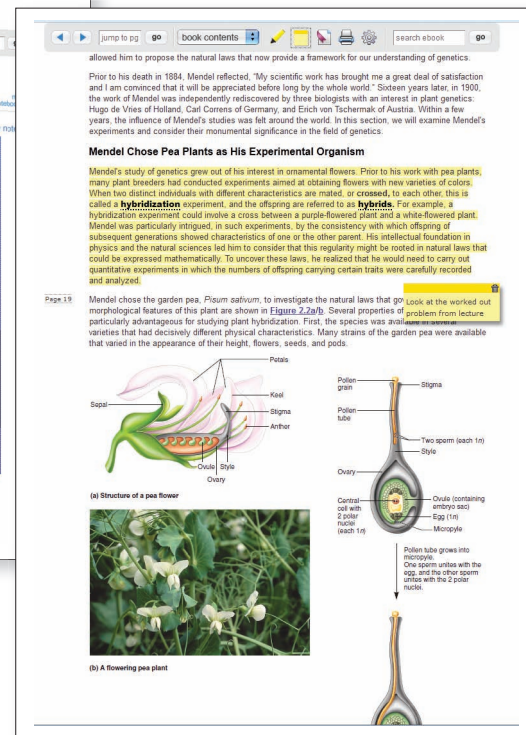 jump to pg go book contents search ebook go
allowed him to propose the natural laws that now provide a framework for our understanding of genetics.
Prior to his death in 1884, Mendel reflected, "My scientific work has brought me a great deal of satisfaction
and I am convinced that it will be appreciated before long by the whole world." Sixteen years later, in 1900,
the work of Mendel was independently rediscovered by three biologists with an interest in plant genetics:
Hugo de Vries of Holland, Carl Correns of Germany, and Erich von Tschermak of Austria. Within a few
years, the influence of Mendel's studies was felt around the world. In this section, we will examine Mendel's
experiments and consider their monumental significance in the field of genetics.
Mendel Chose Pea Plants as His Experimental Organism
Mendel's study of genetics grew out of his interest in ornamental flowers. Prior to his work with pea plants,
many plant breeders had conducted experiments aimed at obtaining flowers with new varieties of colors.
When two distinct individuals with different characteristics are mated, or crossed, to each other, this is
called a hybridization experiment, and the offspring are referred to as hybrids. For example, a
hybridization experiment could involve a cross between a purple-flowered plant and a white-flowered plant.
Mendel was particularly intrigued, in such experiments, by the consistency with which offspring of
subsequent generations showed characteristics of one or the other parent. His intellectual foundation in
physics and the natural sciences led him to consider that this regularity might be rooted in natural laws that
could be expressed mathematically. To uncover these laws, he realized that he would need to carry out
quantitative experiments in which the numbers of offspring carrying certain traits were carefully recorded
and analyzed.
Page 19
Mendel chose the garden pea, Pisum sativum, to investigate the natural laws that gov
morphological features of this plant are shown in Figure 2.2a/b. Several properties of
particularly advantageous for studying plant hybridization. First, the species was available in several
varieties that had decisively different physical characteristics. Many strains of the garden pea were available
that varied in the appearance of their height, flowers, seeds, and pods.
Look at the worked out
problem from lecture
Petals
Keel
Sepal
Stigma
Anther
Ovule Style
Ovary
(a) Structure of a pea flower
(b) A flowering pea plant
Pollen
grain
Stigma
Pollen
tube
Two sperm (each 1n)
Style
Ovary
Central
cell with
2 polar
nuclei
(each 1n)
Ovule (containing
embryo sac)
Egg (1n)
Micropyle
Pollen tube grows into
micropyle.
One sperm unites with the
egg, and the other sperm
unites with the 2 polar
nuclei.